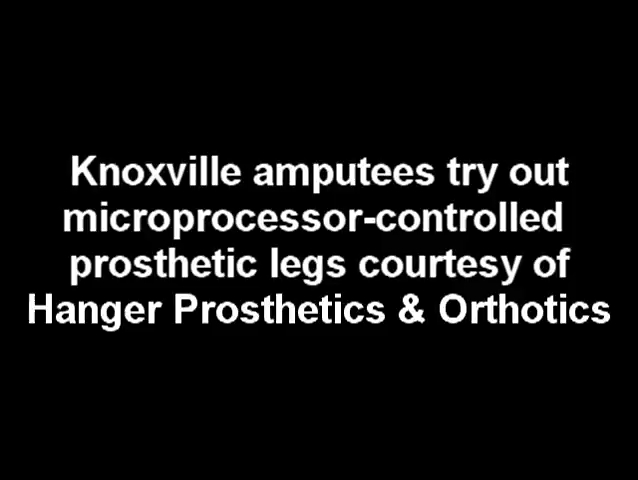 Knoxville amputees try out
microprocessor-controlled
prosthetic legs courtesy of
Hanger Prosthetics & Orthotics